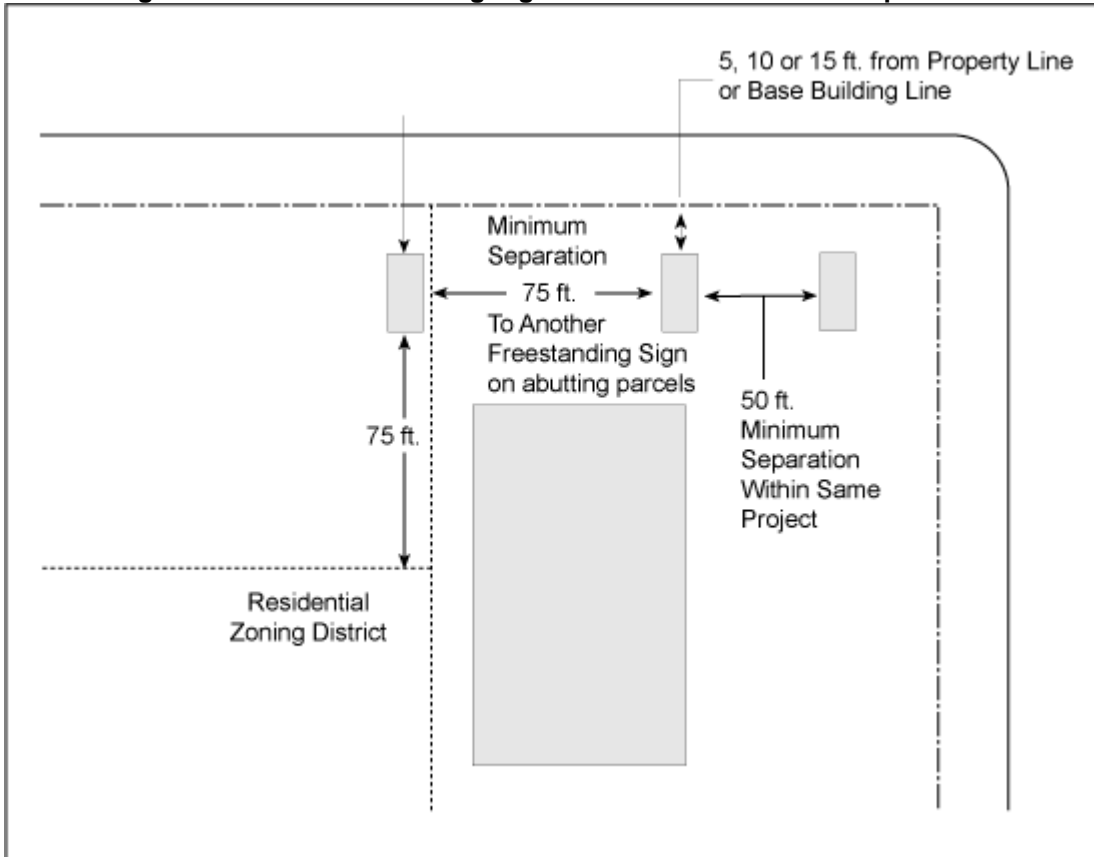 5, 10 or 15 ft. from Property Line
or Base Building Line
Minimum
Separation
75 ft.
To Another
Freestanding Sign
on abutting parcels
75 ft.
50 ft.
Minimum
Separation
Within Same
Project
Residential
Zoning District